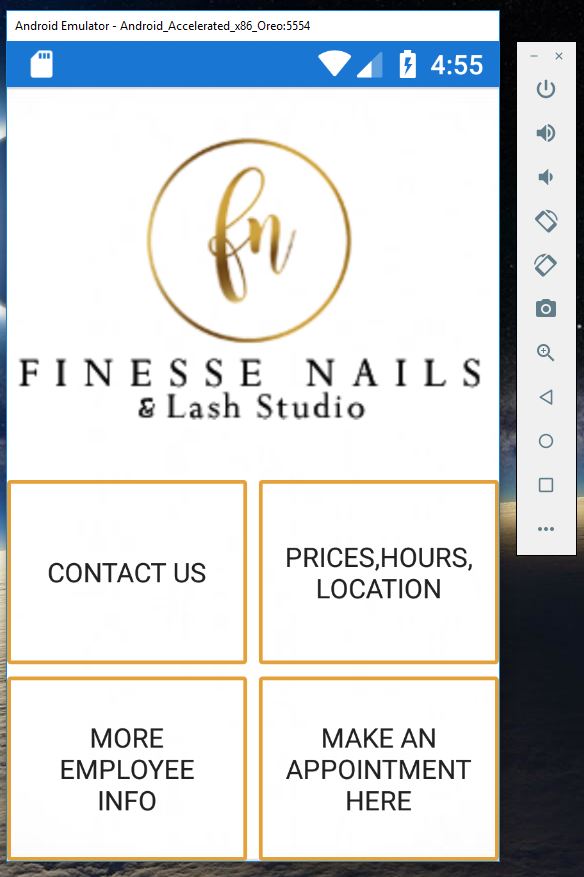 Android Emulator - Android_Accelerated_x86_Oreo:5554
4:55
fn
FINESSE NAILS
& Lash Studio
CONTACT US
PRICES,HOURS,
LOCATION
MORE
EMPLOYEE
INFO
MAKE AN
APPOINTMENT
HERE